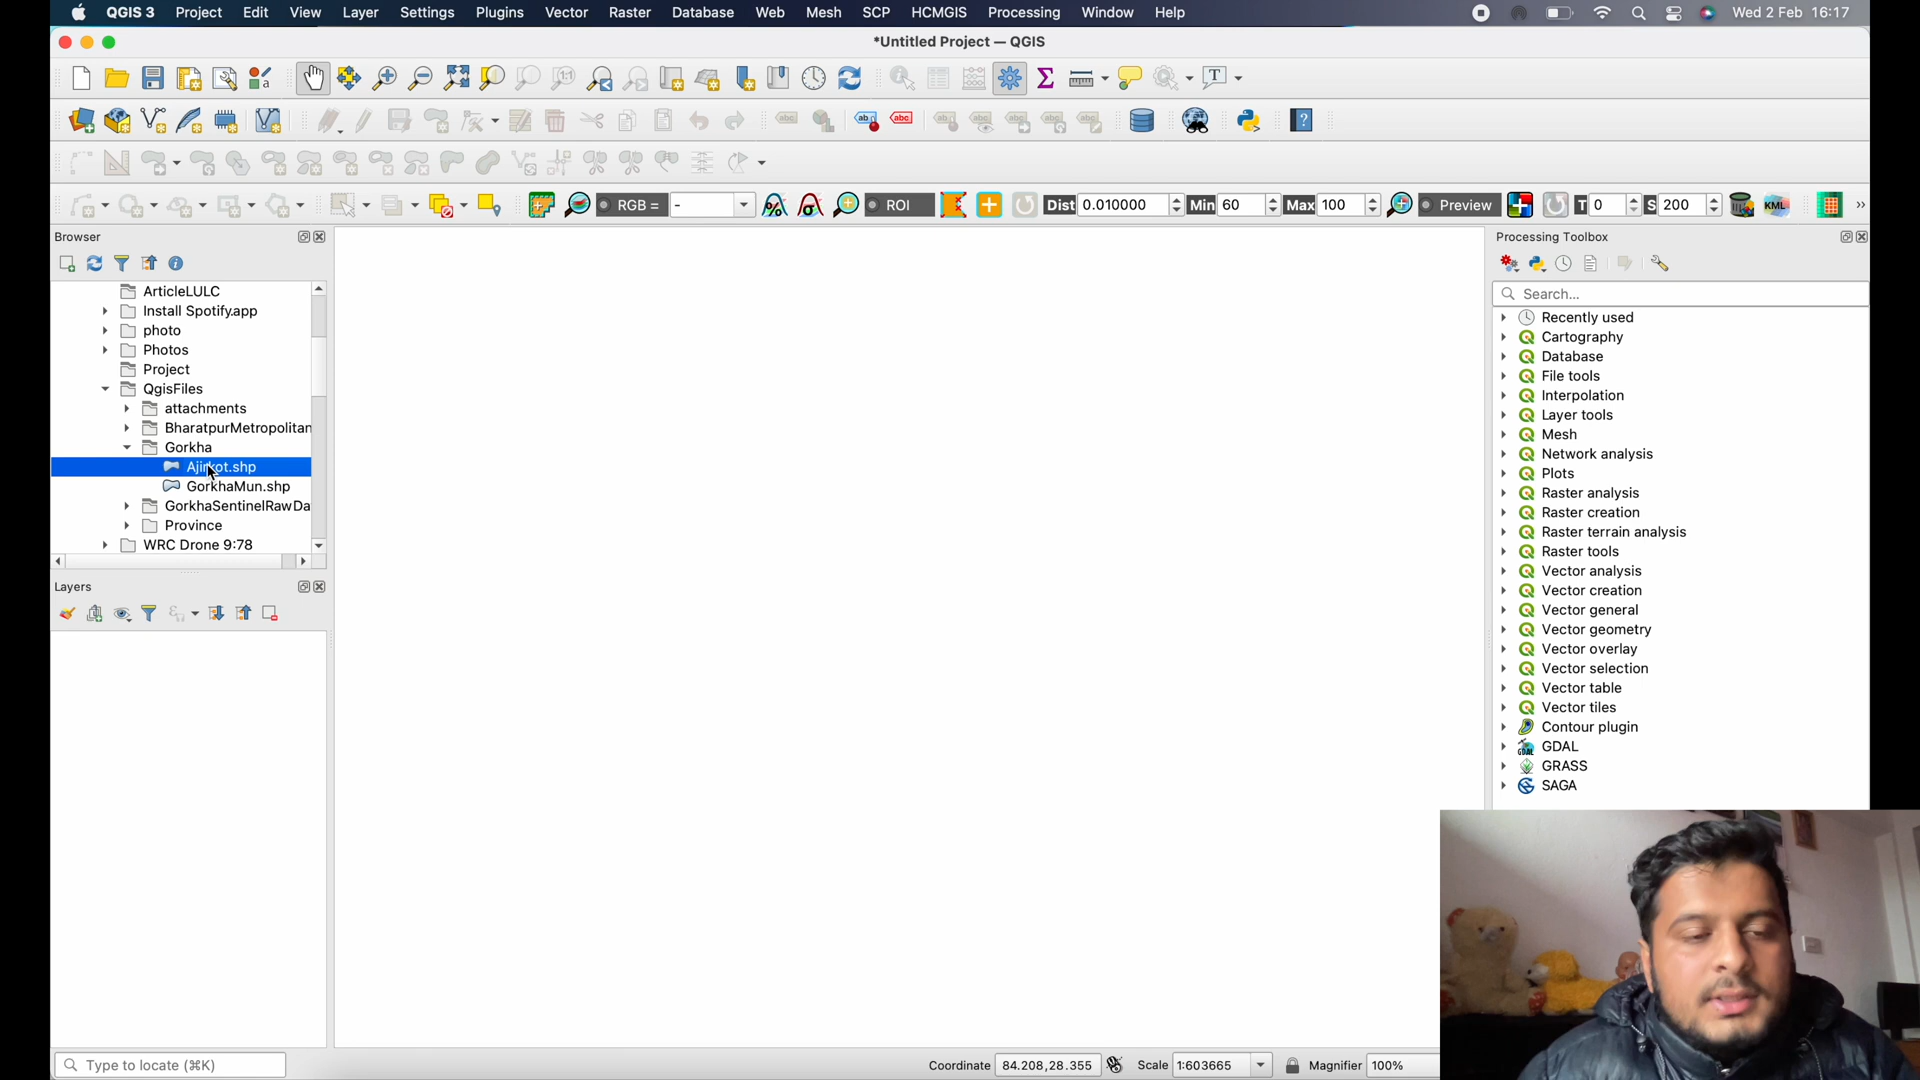 QGIS 3 Project Edit View Layer Settings Plugins Vector Raster Database Web Mesh SCP HCMGIS Processing Window Help Wed 2 Feb 16:17
*Untitled Project — QGIS
RGB = - ROI Dist 0.010000 Min 60 Max 100 Preview T 0 S 200 KML »
Browser
ArticleLULC
Install Spotify.app
photo
Photos
Project
QgisFiles
attachments
BharatpurMetropolitan
Gorkha
Ajirkot.shp
GorkhaMun.shp
GorkhaSentinelRawDa
Province
WRC Drone 9:78
Layers
Processing Toolbox
Search...
Recently used
Cartography
Database
File tools
Interpolation
Layer tools
Mesh
Network analysis
Plots
Raster analysis
Raster creation
Raster terrain analysis
Raster tools
Vector analysis
Vector creation
Vector general
Vector geometry
Vector overlay
Vector selection
Vector table
Vector tiles
Contour plugin
GDAL
GRASS
SAGA
Type to locate (⌘K) Coordinate 84.208,28.355 Scale 1:603665 Magnifier 100%